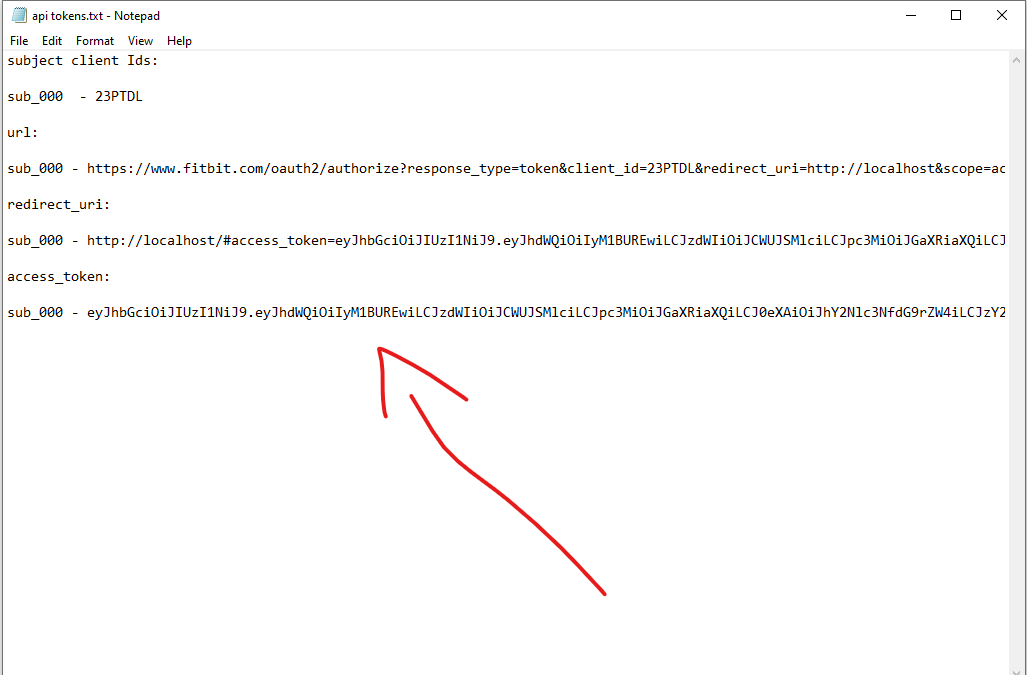 api tokens.txt - Notepad
File Edit Format View Help
subject client Ids:
sub_000  - 23PTDL
url:
sub_000 - https://www.fitbit.com/oauth2/authorize?response_type=token&client_id=23PTDL&redirect_uri=http://localhost&scope=ac
redirect_uri:
sub_000 - http://localhost/#access_token=eyJhbGciOiJIUzI1NiJ9.eyJhdWQiOiIyM1BUREwiLCJzdWIiOiJCWUJSMlciLCJpc3MiOiJGaXRiaXQiLCJ
access_token:
sub_000 - eyJhbGciOiJIUzI1NiJ9.eyJhdWQiOiIyM1BUREwiLCJzdWIiOiJCWUJSMlciLCJpc3MiOiJGaXRiaXQiLCJ0eXAiOiJhY2Nlc3NfdG9rZW4iLCJzY2